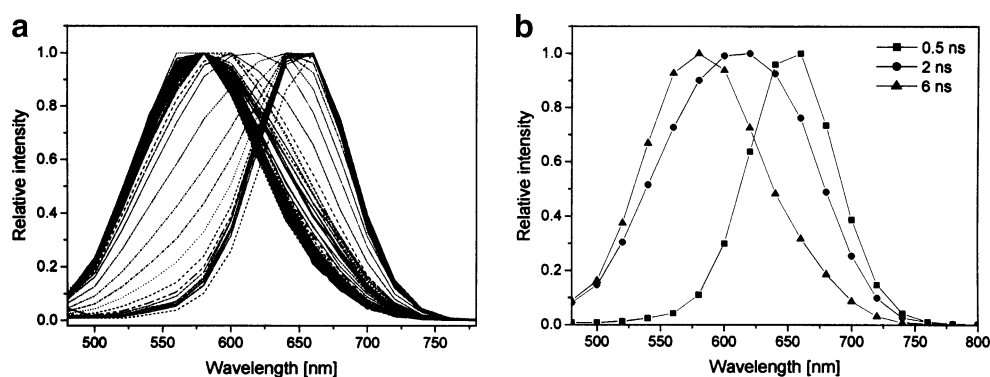 a
1.0
0.8
0.6
0.4
0.2
0.0
Relative intensity
500 550 600 650 700 750
Wavelength [nm]
b
1.0
0.8
0.6
0.4
0.2
0.0
Relative intensity
0.5 ns
2 ns
6 ns
500 550 600 650 700 750 800
Wavelength [nm]